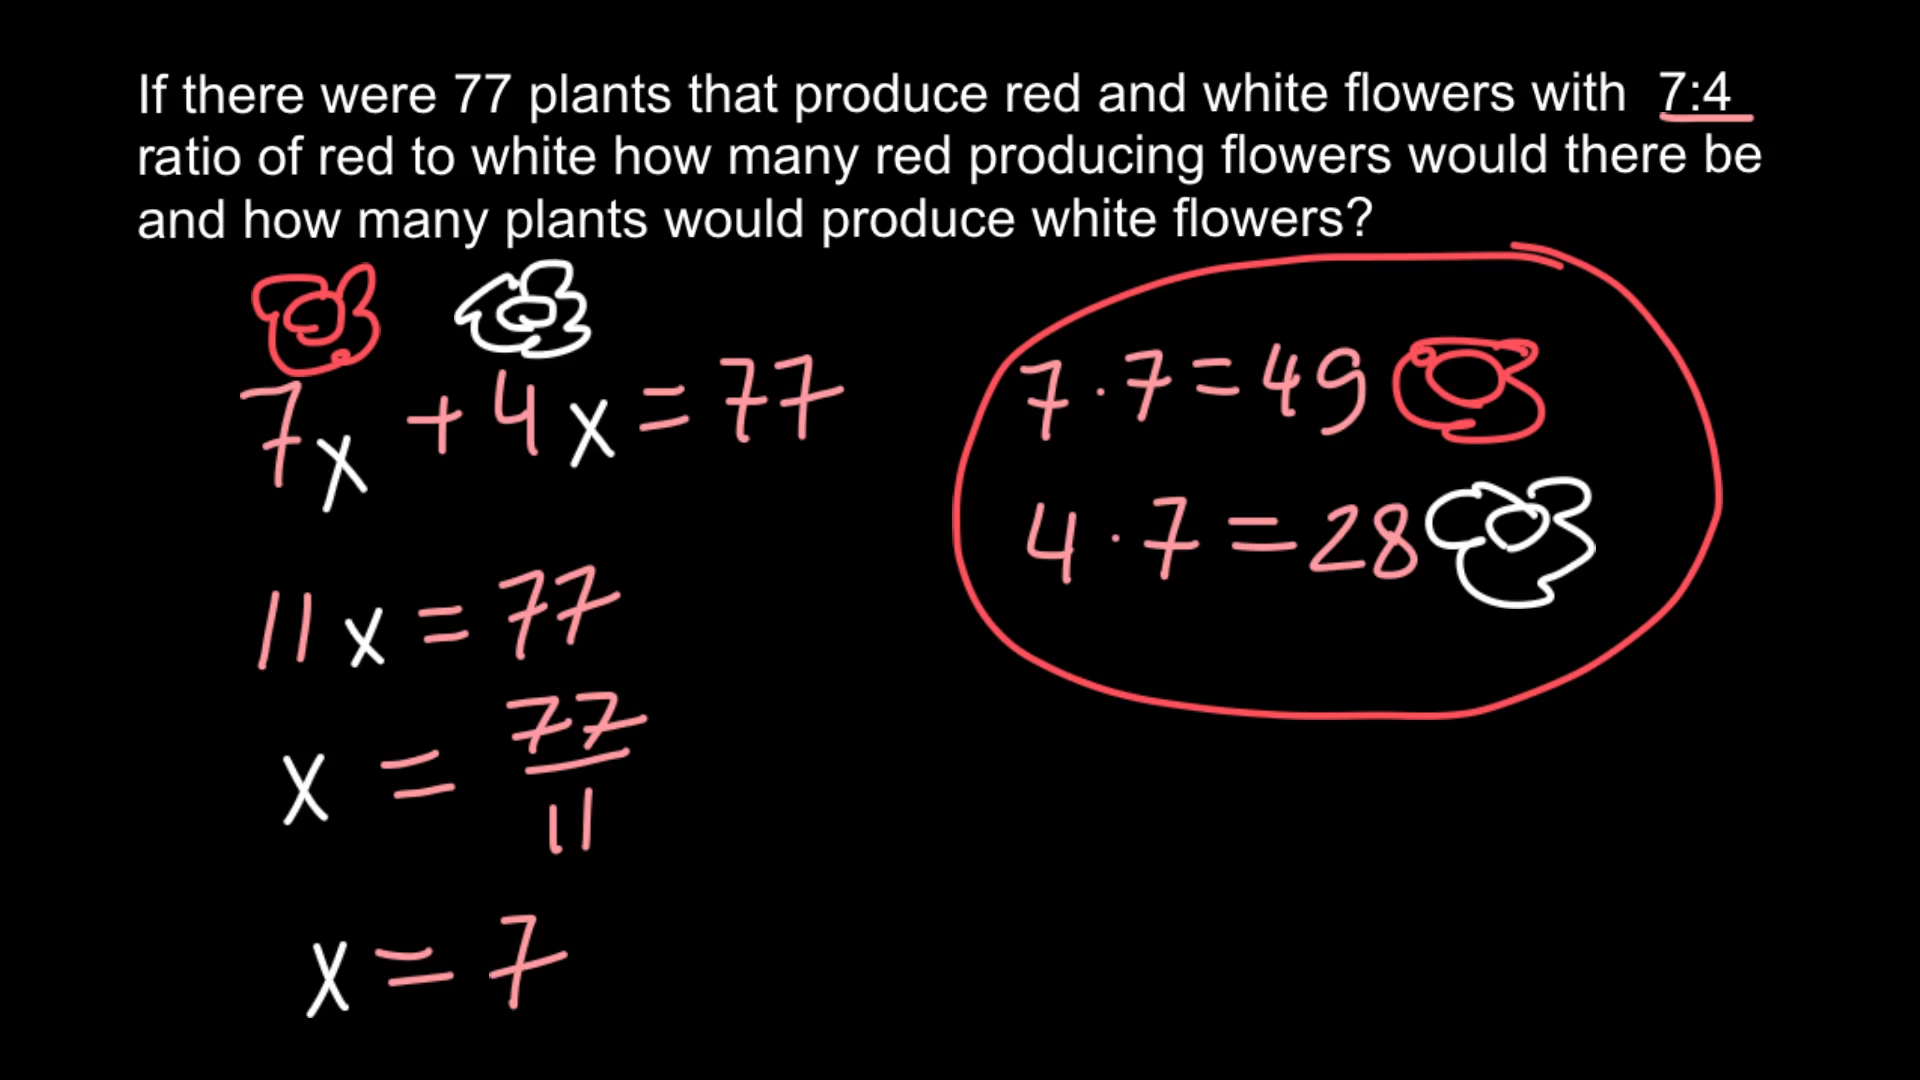 If there were 77 plants that produce red and white flowers with 7:4
ratio of red to white how many red producing flowers would there be
and how many plants would produce white flowers?
7x + 4x = 77
11x = 77
x = 77/11
x = 7
7 · 7 = 49
4 · 7 = 28